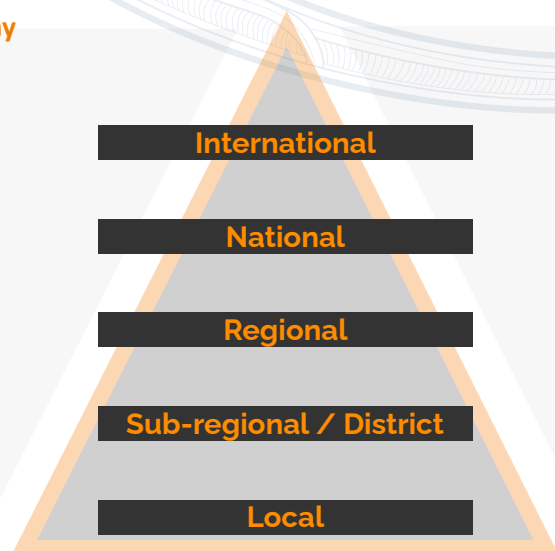 International
National
Regional
Sub-regional / District
Local